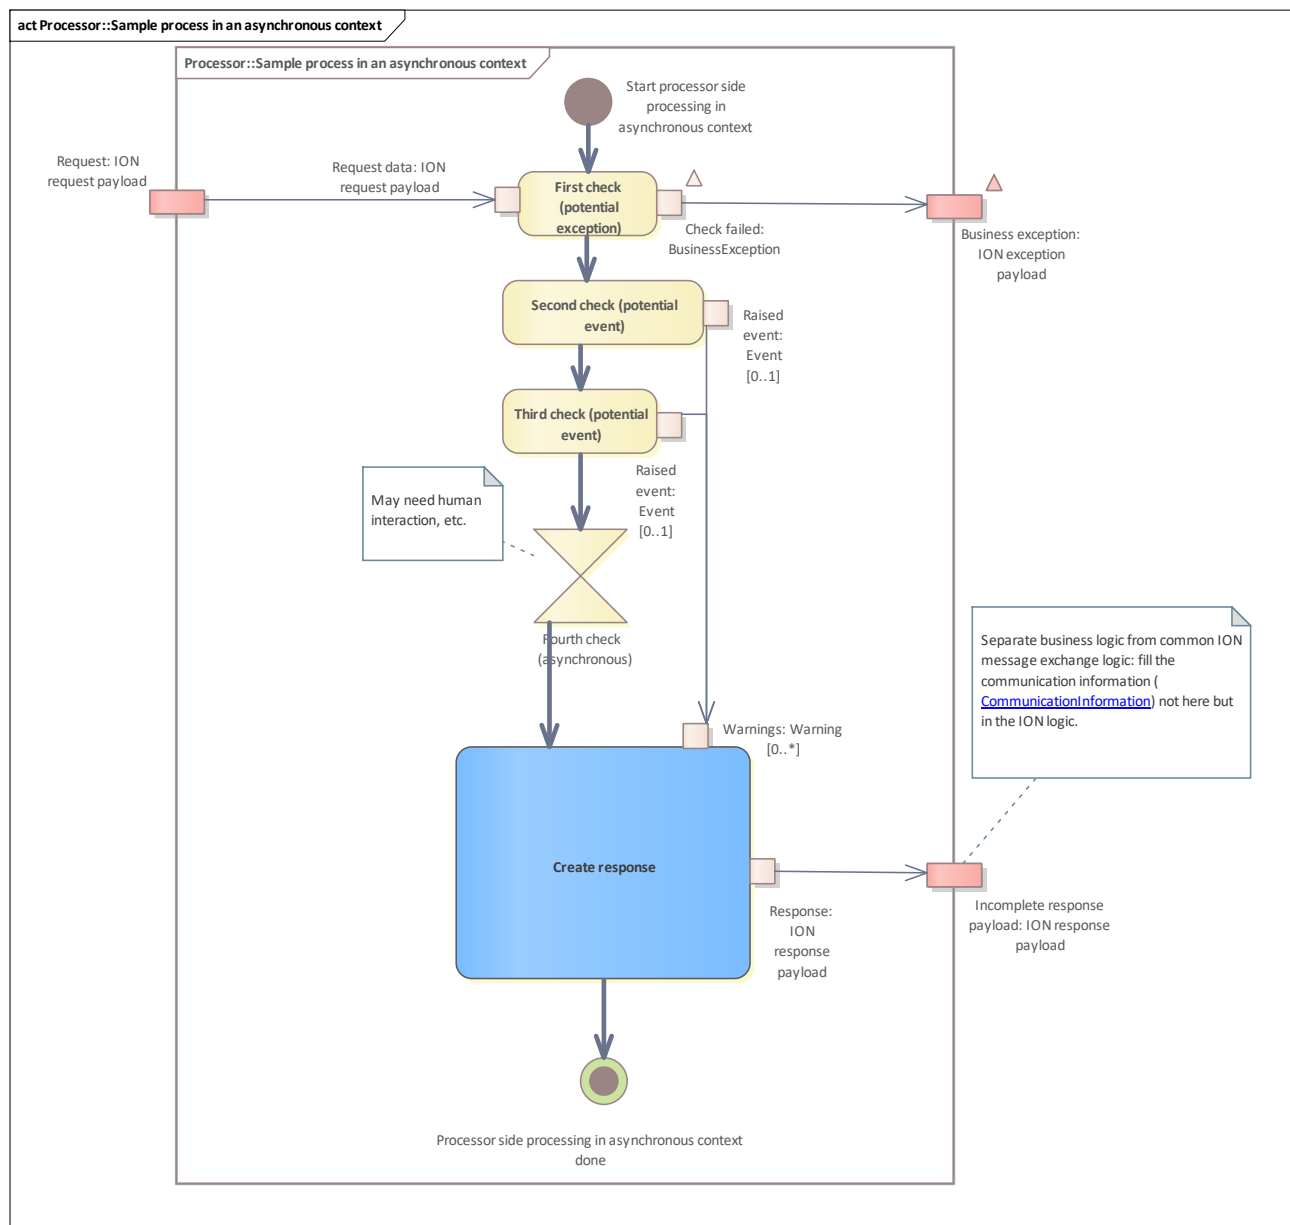 act Processor::Sample process in an asynchronous context
Processor::Sample process in an asynchronous context
Start processor side
processing in
asynchronous context
Request: ION
request payload
Request data: ION
request payload
First check
(potential
exception)
Check failed:
BusinessException
Business exception:
ION exception
payload
Second check (potential
event)
Raised
event:
Event
[0..1]
Third check (potential
event)
Raised
event:
Event
[0..1]
May need human
interaction, etc.
Fourth check
(asynchronous)
Separate business logic from common ION
message exchange logic: fill the
communication information (
CommunicationInformation) not here but
in the ION logic.
Warnings: Warning
[0..*]
Create response
Response:
ION
response
payload
Incomplete response
payload: ION response
payload
Processor side processing in asynchronous context
done